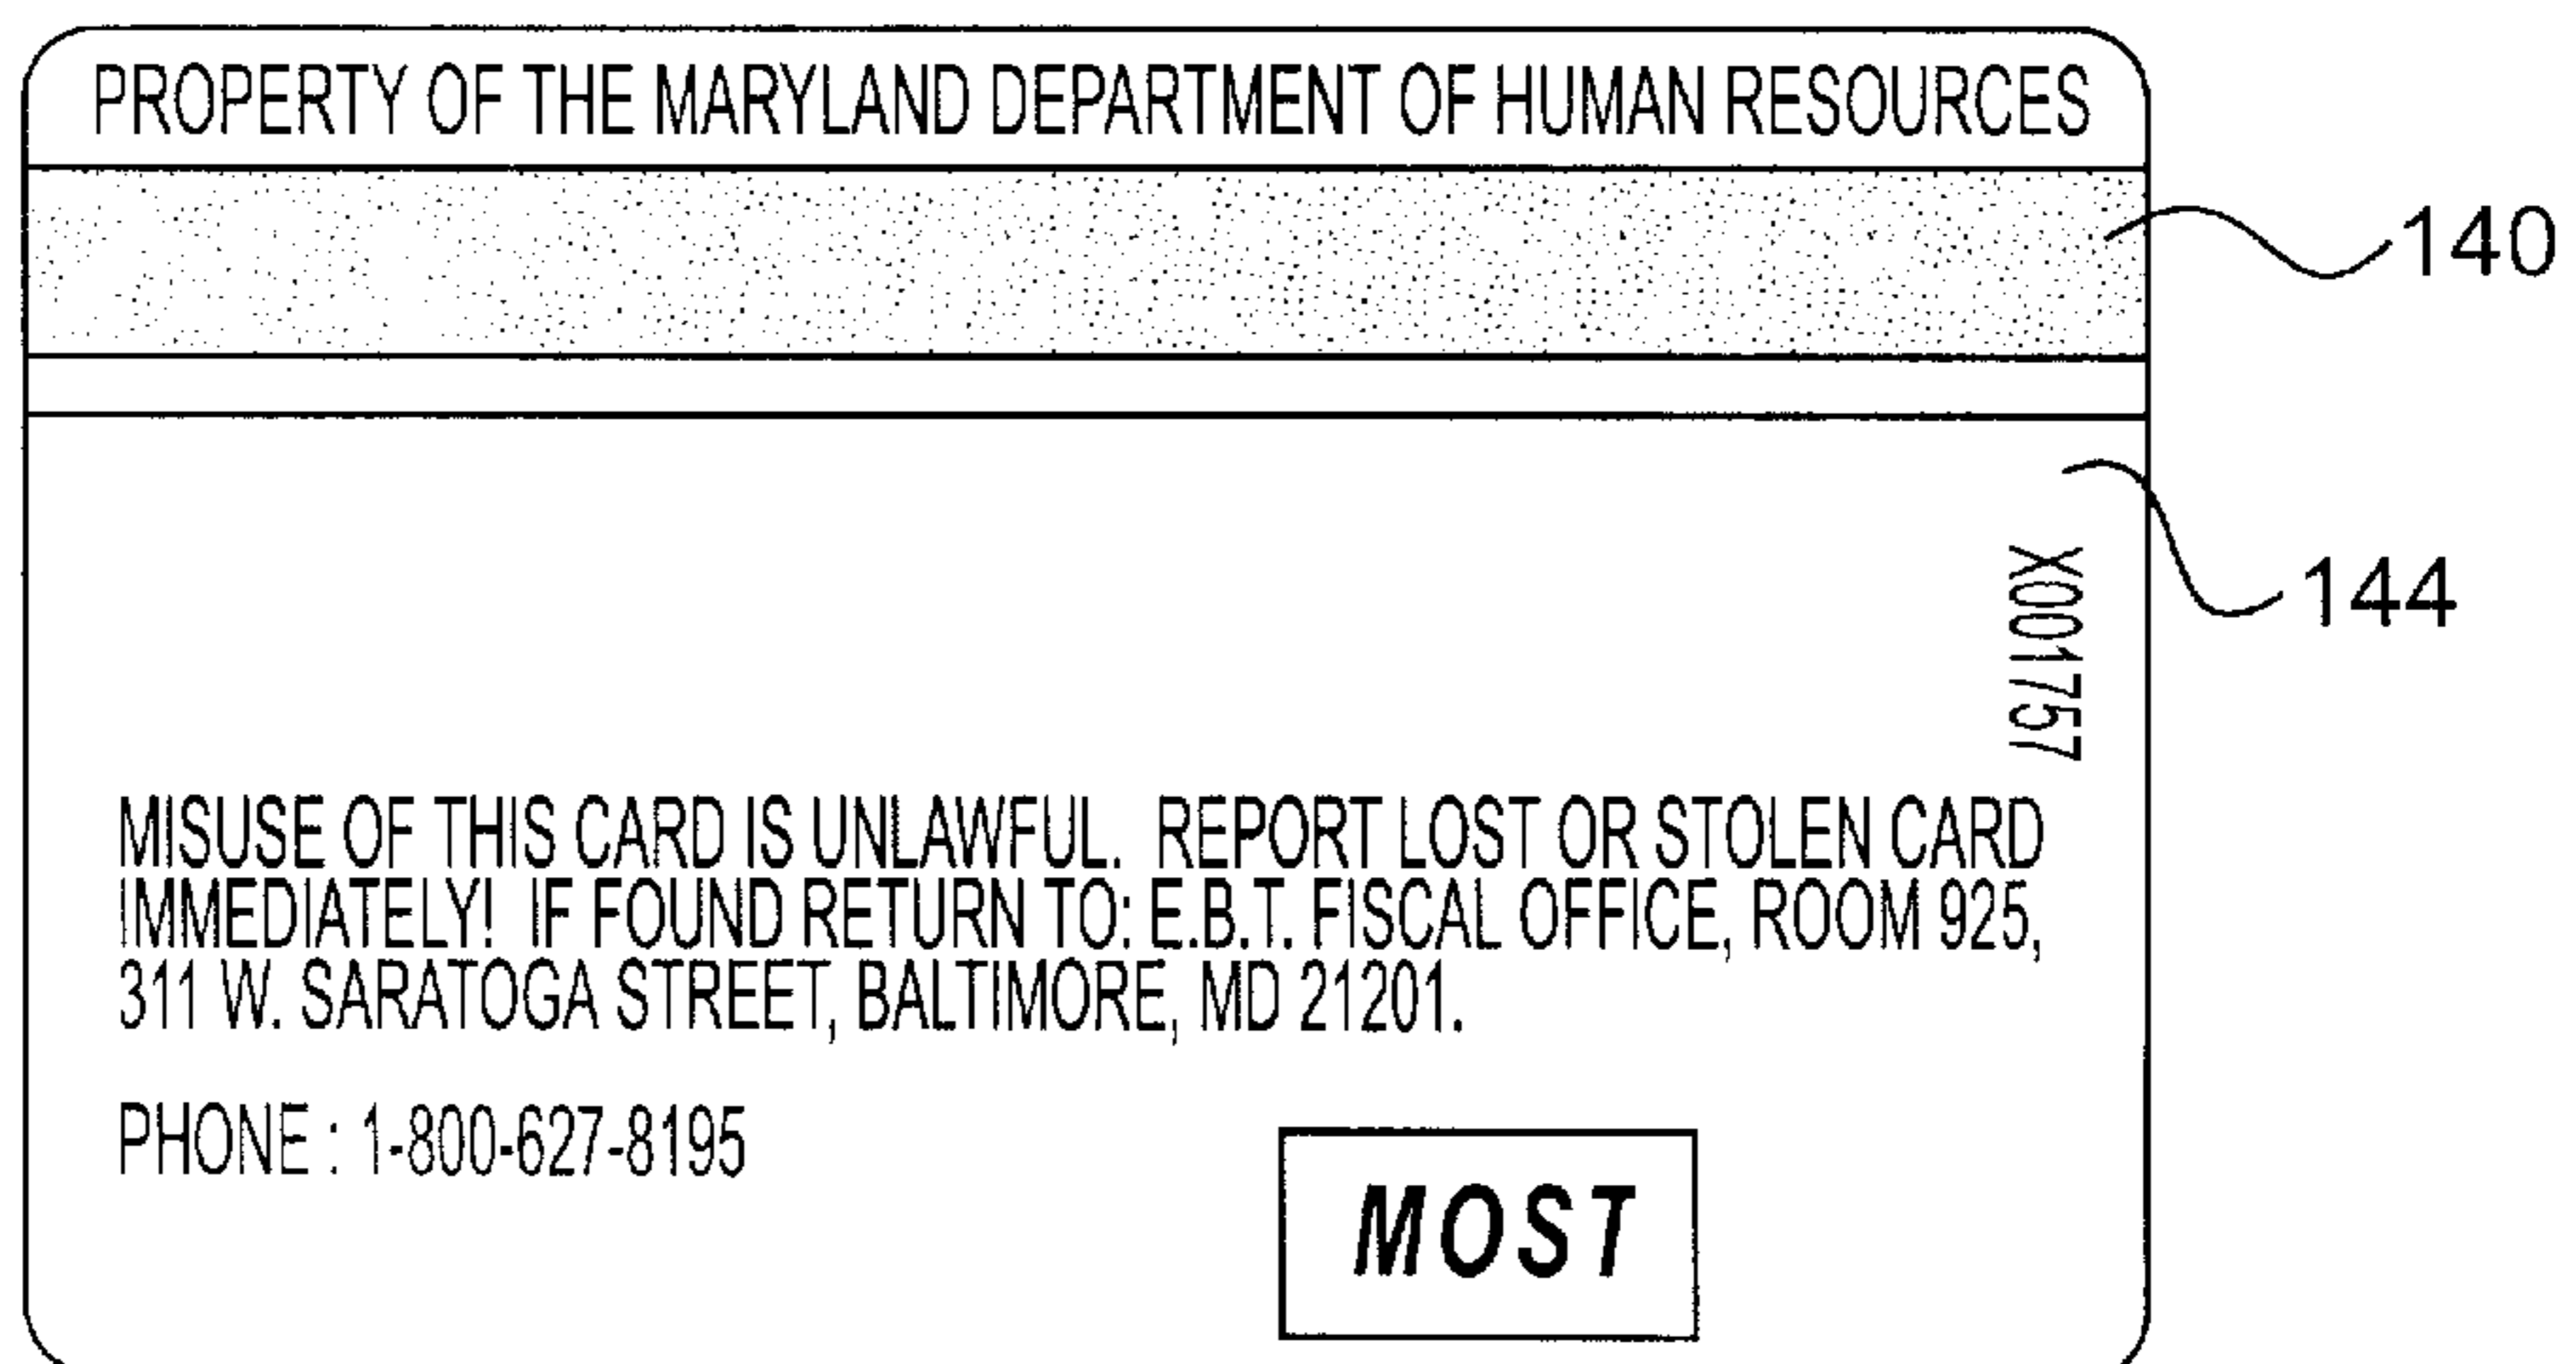 PROPERTY OF THE MARYLAND DEPARTMENT OF HUMAN RESOURCES
140
144
X001757
MISUSE OF THIS CARD IS UNLAWFUL. REPORT LOST OR STOLEN CARD
IMMEDIATELY! IF FOUND RETURN TO: E.B.T. FISCAL OFFICE, ROOM 925,
311 W. SARATOGA STREET, BALTIMORE, MD 21201.
PHONE : 1-800-627-8195
MOST